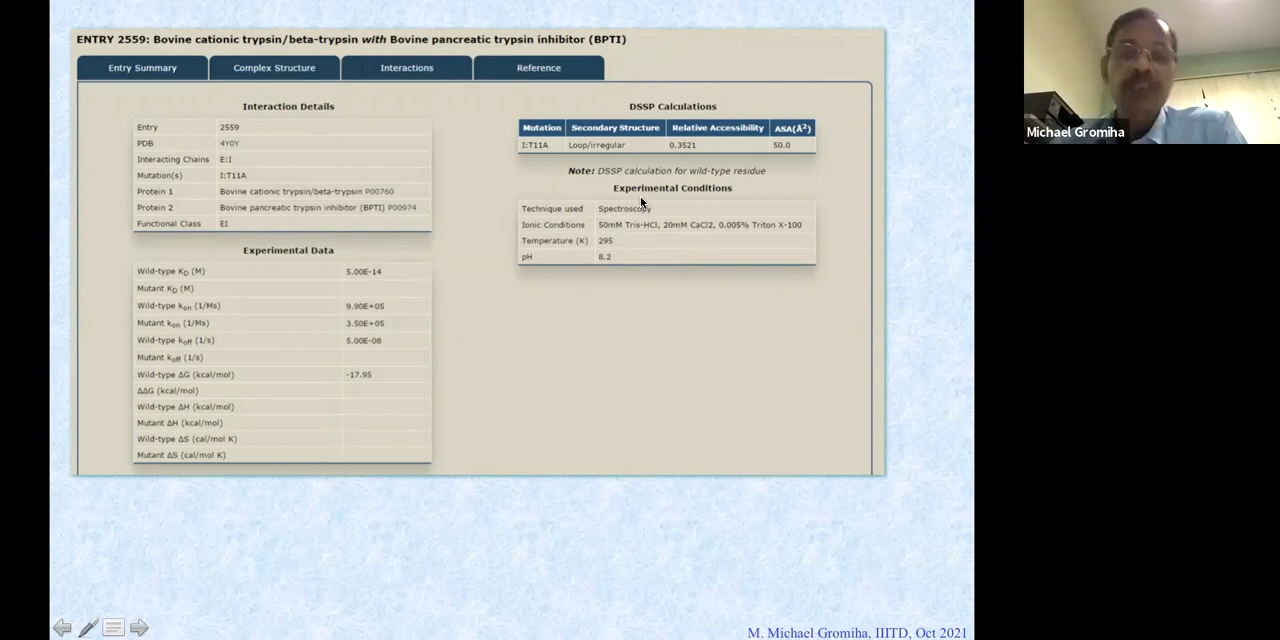 ENTRY 2559: Bovine cationic trypsin/beta-trypsin with Bovine pancreatic trypsin inhibitor (BPTI)
Entry Summary
Complex Structure
Interactions
Reference
Interaction Details
Entry 2559
PDB 4Y0Y
Interacting Chains E:I
Mutation(s) I:T11A
Protein 1 Bovine cationic trypsin/beta-trypsin P00760
Protein 2 Bovine pancreatic trypsin inhibitor (BPTI) P00974
Functional Class EI
Experimental Data
Wild-type KD (M) 5.00E-14
Mutant KD (M)
Wild-type kon (1/Ms) 9.90E+05
Mutant kon (1/Ms) 3.50E+05
Wild-type koff (1/s) 5.00E-08
Mutant koff (1/s)
Wild-type ΔG (kcal/mol) -17.95
ΔΔG (kcal/mol)
Wild-type ΔH (kcal/mol)
Mutant ΔH (kcal/mol)
Wild-type ΔS (cal/mol K)
Mutant ΔS (cal/mol K)
DSSP Calculations
Mutation Secondary Structure Relative Accessibility ASA(Å²)
I:T11A Loop/irregular 0.3521 50.0
Note: DSSP calculation for wild-type residue
Experimental Conditions
Technique used Spectroscopy
Ionic Conditions 50mM Tris-HCl, 20mM CaCl2, 0.005% Triton X-100
Temperature (K) 295
pH 8.2
Michael Gromiha
M. Michael Gromiha, IIITD, Oct 2021